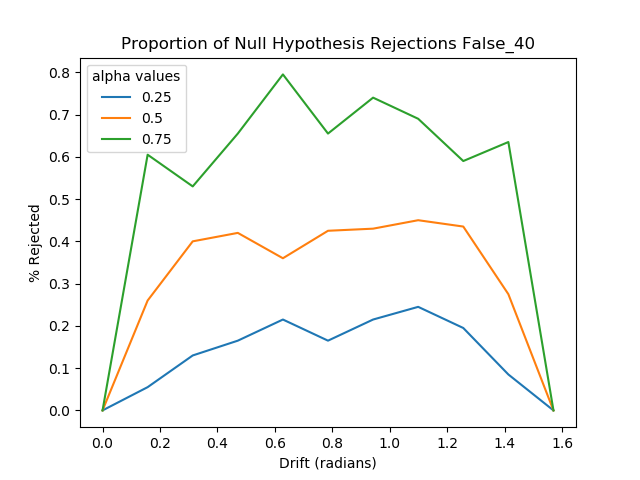 Proportion of Null Hypothesis Rejections False_40
alpha values
0.25
0.5
0.75
% Rejected
0.8
0.7
0.6
0.5
0.4
0.3
0.2
0.1
0.0
0.0 0.2 0.4 0.6 0.8 1.0 1.2 1.4 1.6
Drift (radians)